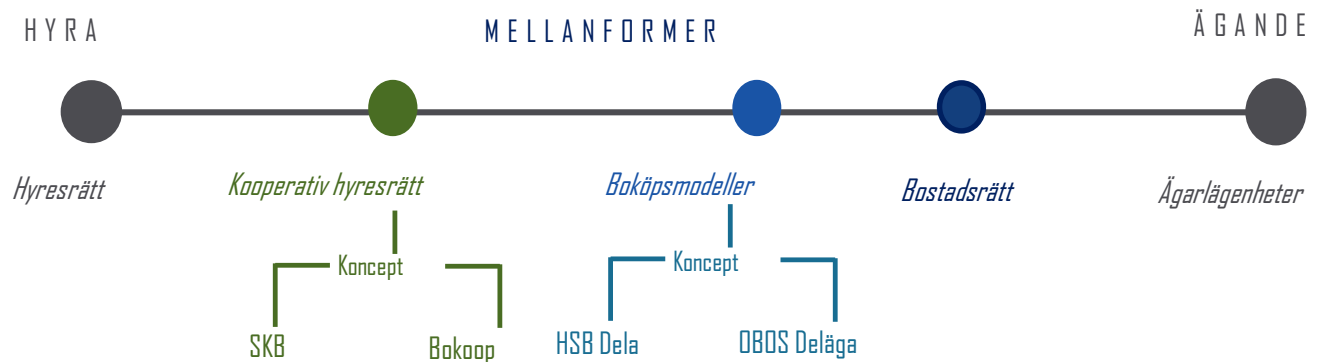 HYRA
MELLANFORMER
ÄGANDE
Hyresrätt
Kooperativ hyresrätt
Boköpsmodeller
Bostadsrätt
Ägarlägenheter
Koncept
Koncept
SKB
Bokoop
HSB Dela
OBOS Deläga